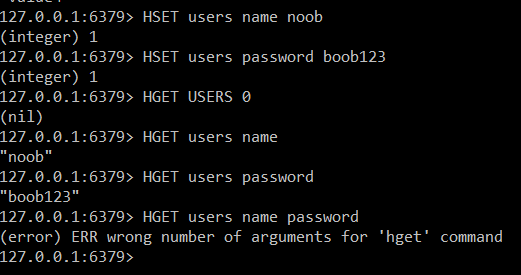 127.0.0.1:6379> HSET users name noob
(integer) 1
127.0.0.1:6379> HSET users password boob123
(integer) 1
127.0.0.1:6379> HGET USERS 0
(nil)
127.0.0.1:6379> HGET users name
"noob"
127.0.0.1:6379> HGET users password
"boob123"
127.0.0.1:6379> HGET users name password
(error) ERR wrong number of arguments for 'hget' command
127.0.0.1:6379>